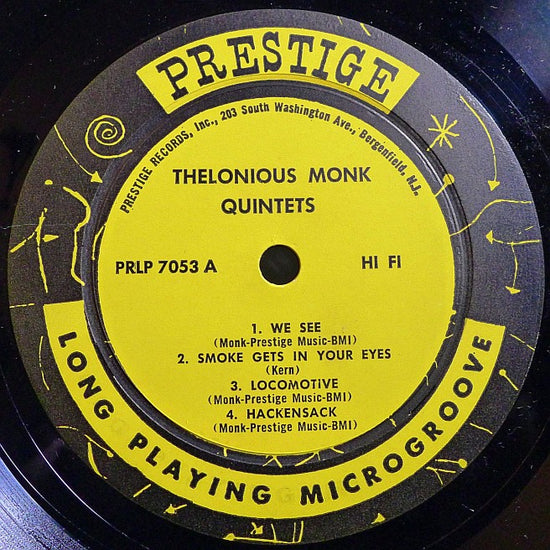 PRESTIGE
PRESTIGE RECORDS, Inc., 203 South Washington Ave., Bergenfield, N.J.
THELONIOUS MONK
QUINTETS
PRLP 7053 A
HI FI
1. WE SEE
(Monk-Prestige Music-BMI)
2. SMOKE GETS IN YOUR EYES
(Kern)
3. LOCOMOTiVE
(Monk-Prestige Music-BMI)
4. HACKENSACK
(Monk-Prestige Music-BMI)
LONG PLAYING MICROGROOVE